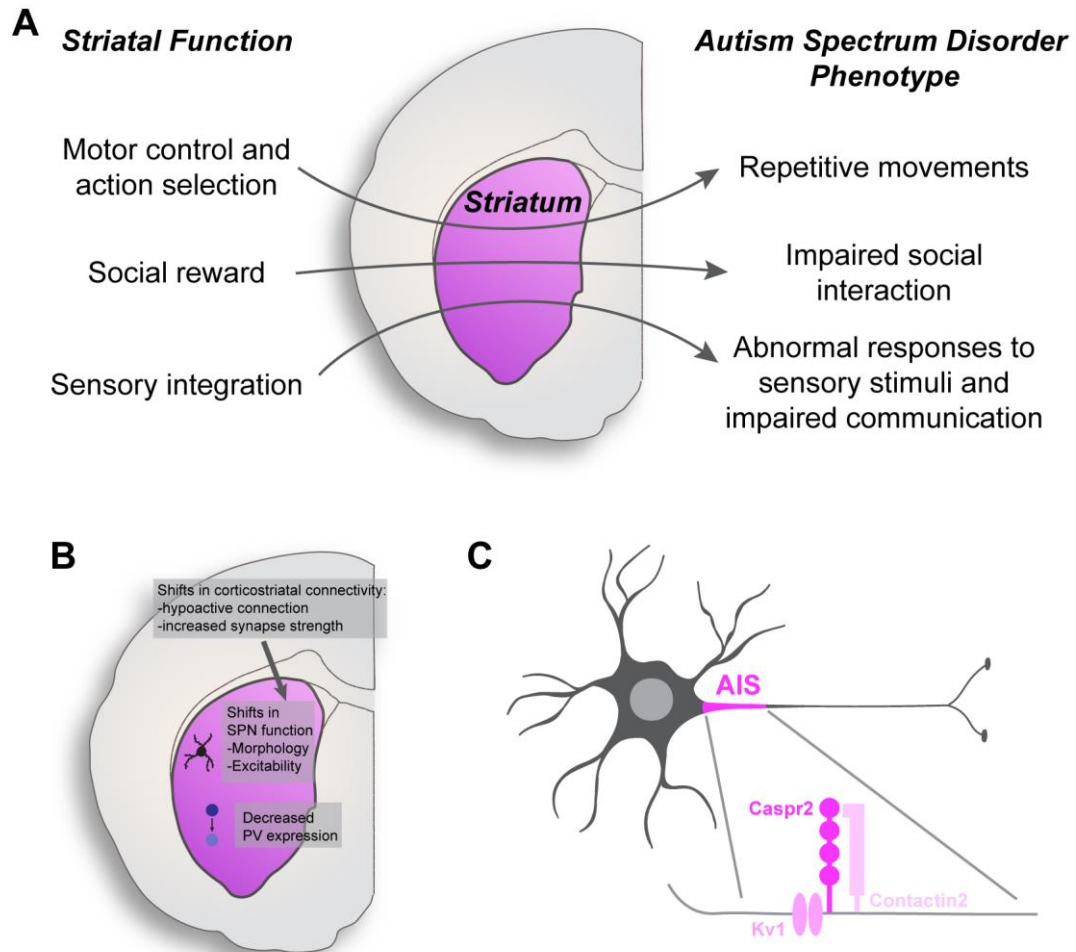 A
Striatal Function
Autism Spectrum Disorder
Phenotype
Motor control and
action selection
Striatum
Repetitive movements
Social reward
Impaired social
interaction
Sensory integration
Abnormal responses to
sensory stimuli and
impaired communication
B
Shifts in corticostriatal connectivity:
-hypoactive connection
-increased synapse strength
Shifts in
SPN function
-Morphology
-Excitability
Decreased
PV expression
C
AIS
Caspr2
Contactin2
Kv1